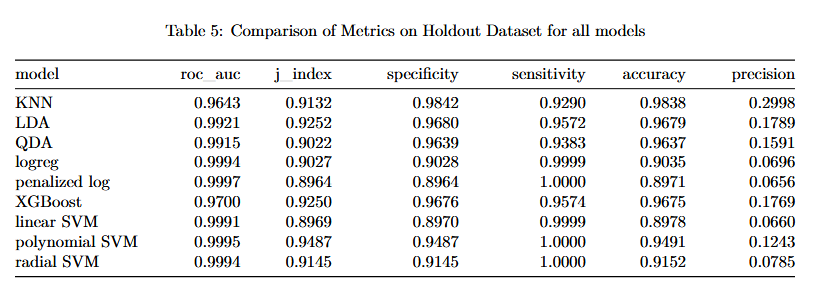 Table 5: Comparison of Metrics on Holdout Dataset for all models
model roc_auc j_index specificity sensitivity accuracy precision
KNN 0.9643 0.9132 0.9842 0.9290 0.9838 0.2998
LDA 0.9921 0.9252 0.9680 0.9572 0.9679 0.1789
QDA 0.9915 0.9022 0.9639 0.9383 0.9637 0.1591
logreg 0.9994 0.9027 0.9028 0.9999 0.9035 0.0696
penalized log 0.9997 0.8964 0.8964 1.0000 0.8971 0.0656
XGBoost 0.9700 0.9250 0.9676 0.9574 0.9675 0.1769
linear SVM 0.9991 0.8969 0.8970 0.9999 0.8978 0.0660
polynomial SVM 0.9995 0.9487 0.9487 1.0000 0.9491 0.1243
radial SVM 0.9994 0.9145 0.9145 1.0000 0.9152 0.0785